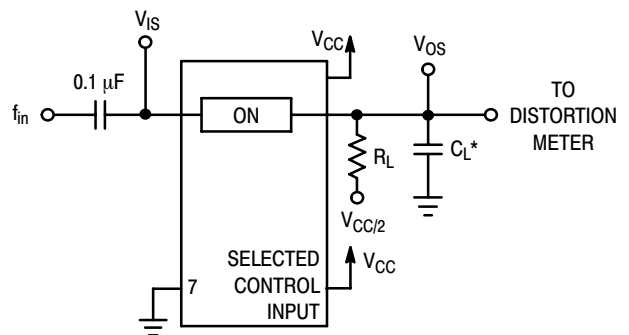 V_IS
V_CC
V_OS
0.1 μF
f_in
ON
TO
DISTORTION
METER
R_L
C_L*
V_CC/2
SELECTED
CONTROL
INPUT
V_CC
7